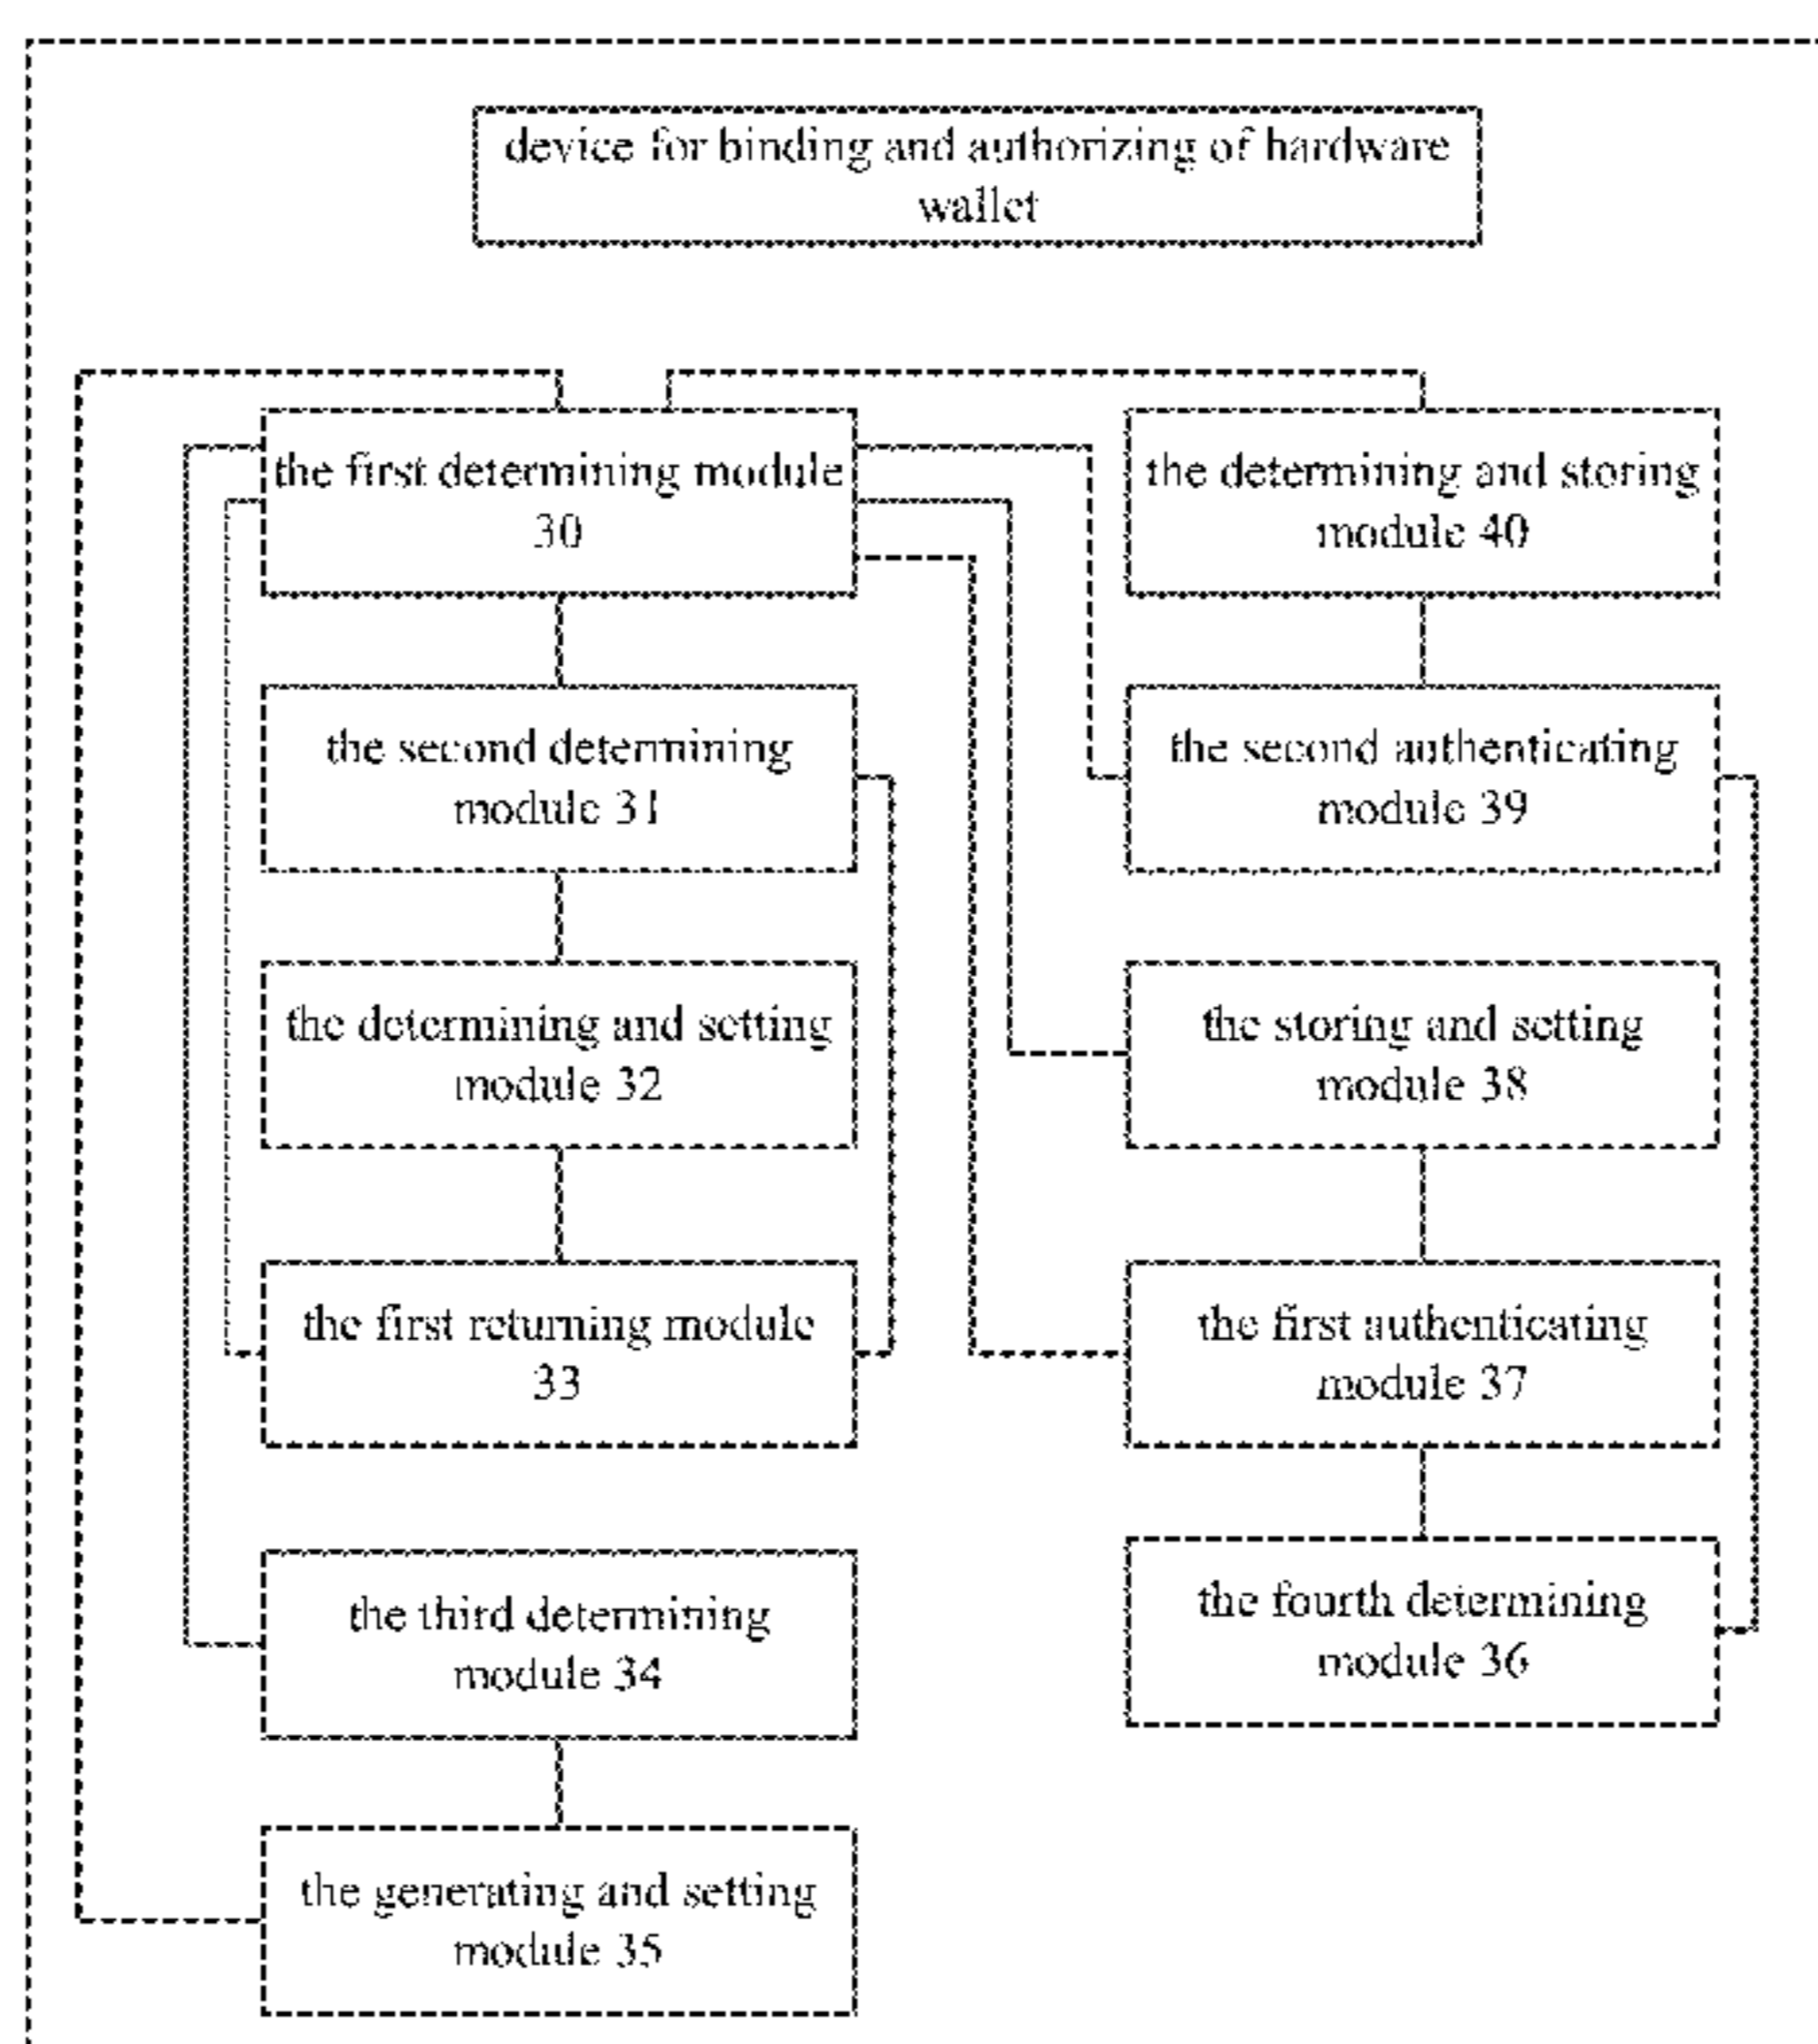 device for binding and authorizing of hardware
wallet
the first determining module
30
the determining and storing
module 40
the second determining
module 31
the second authenticating
module 39
the determining and setting
module 32
the storing and setting
module 38
the first returning module
33
the first authenticating
module 37
the third determining
module 34
the fourth determining
module 36
the generating and setting
module 35